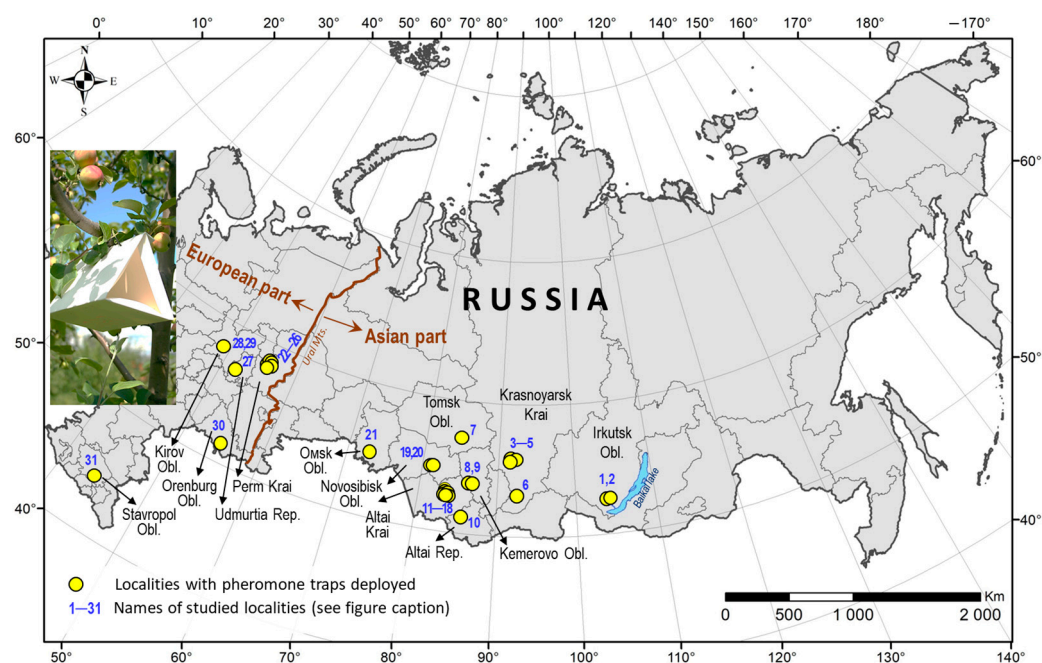 0° 10° 20° 30° 40° 50° 60° 80° 100° 120° 130° 140° 150° 160° 170° 180° −170°
N
W E
S
60°
60°
European part
RUSSIA
Asian part
Ural Mts.
50°
50°
28,29
27
22—26
Krasnoyarsk
Krai
Tomsk
Obl.
Irkutsk
Obl.
30
21
7
3—5
19,20
8,9
6
1,2
31
Baikal lake
Kirov
Obl.
Омsк
Obl.
Orenburg
Obl.
Perm Krai
Novosibisk
Obl.
11—18
10
Stavropol
Obl.
Udmurtia Rep.
Altai
Krai
Altai Rep.
Kemerovo Obl.
40°
40°
Localities with pheromone traps deployed
1—31 Names of studied localities (see figure caption)
Km
0 500 1 000 2 000
50° 60° 70° 80° 90° 100° 110° 120° 130° 140°